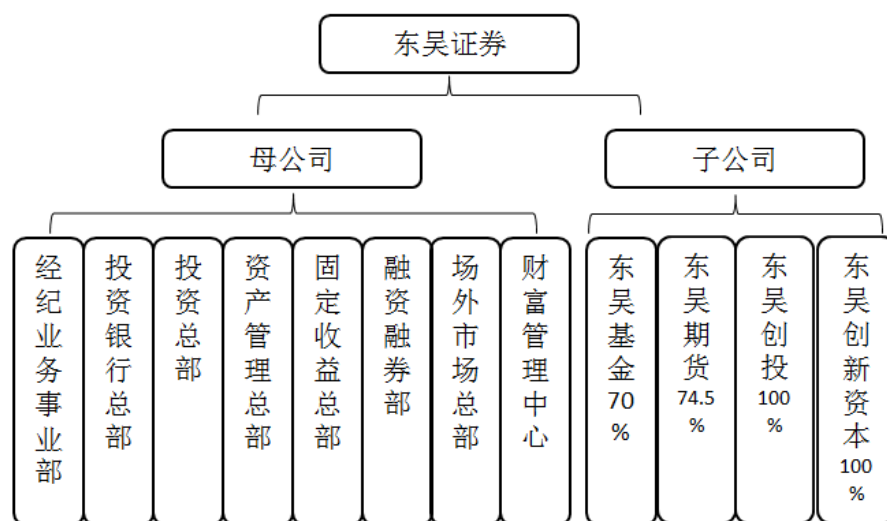 东吴证券
母公司
子公司
经纪业务事业部
投资银行总部
投资总部
资产管理总部
固定收益总部
融资融券部
场外市场总部
财富管理中心
东吴基金70%
东吴期货74.5%
东吴创投100%
东吴创新资本100%